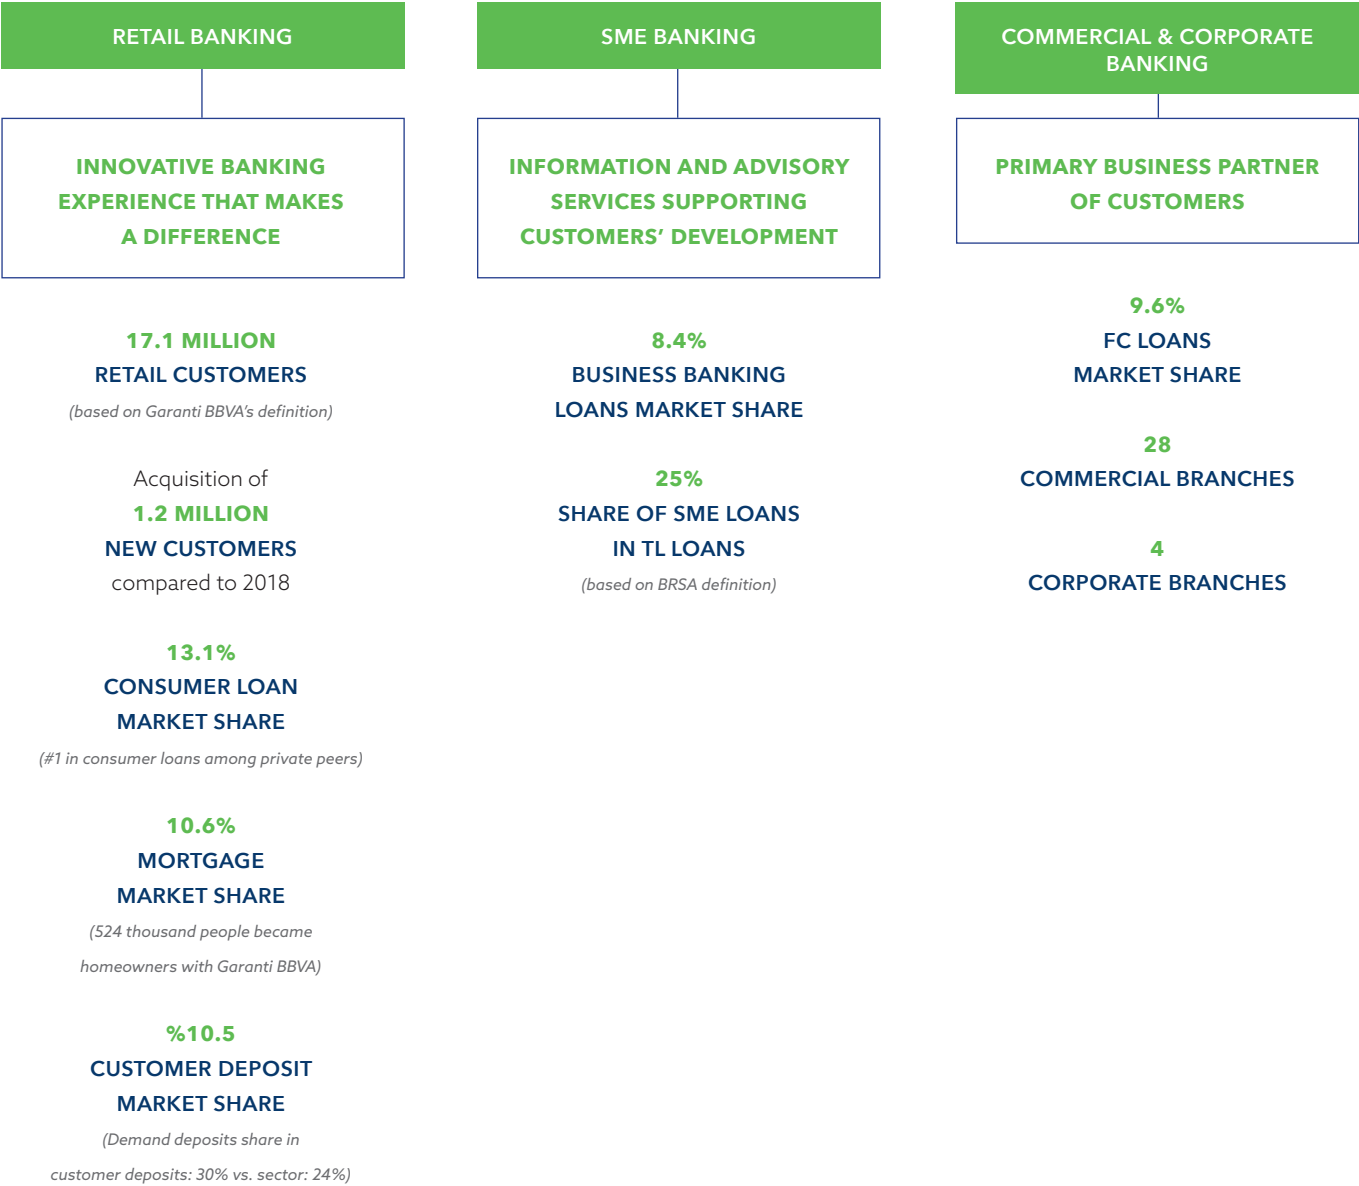 RETAIL BANKING
INNOVATIVE BANKING
EXPERIENCE THAT MAKES
A DIFFERENCE
17.1 MILLION
RETAIL CUSTOMERS
(based on Garanti BBVA's definition)
Acquisition of
1.2 MILLION
NEW CUSTOMERS
compared to 2018
13.1%
CONSUMER LOAN
MARKET SHARE
(#1 in consumer loans among private peers)
10.6%
MORTGAGE
MARKET SHARE
(524 thousand people became
homeowners with Garanti BBVA)
%10.5
CUSTOMER DEPOSIT
MARKET SHARE
(Demand deposits share in
customer deposits: 30% vs. sector: 24%)
SME BANKING
INFORMATION AND ADVISORY
SERVICES SUPPORTING
CUSTOMERS' DEVELOPMENT
8.4%
BUSINESS BANKING
LOANS MARKET SHARE
25%
SHARE OF SME LOANS
IN TL LOANS
(based on BRSA definition)
COMMERCIAL & CORPORATE
BANKING
PRIMARY BUSINESS PARTNER
OF CUSTOMERS
9.6%
FC LOANS
MARKET SHARE
28
COMMERCIAL BRANCHES
4
CORPORATE BRANCHES